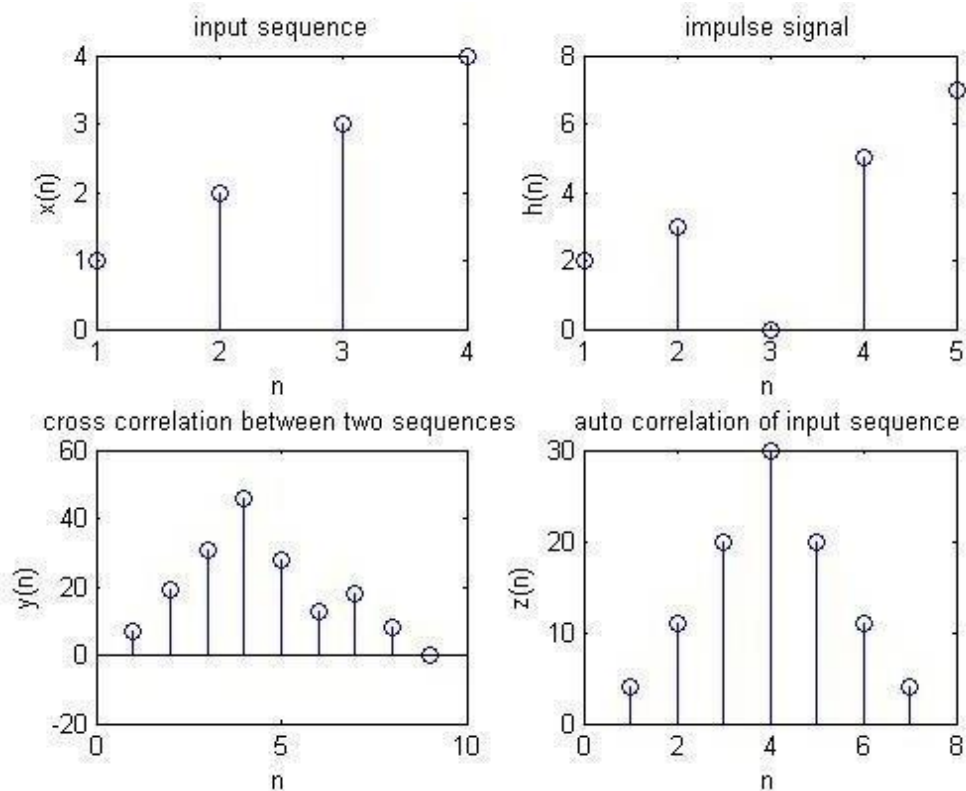 input sequence
4
3
2
1
0
x(n)
1 2 3 4
n
impulse signal
8
6
4
2
0
h(n)
1 2 3 4 5
n
cross correlation between two sequences
60
40
20
0
-20
y(n)
0 5 10
n
auto correlation of input sequence
30
20
10
0
z(n)
0 2 4 6 8
n